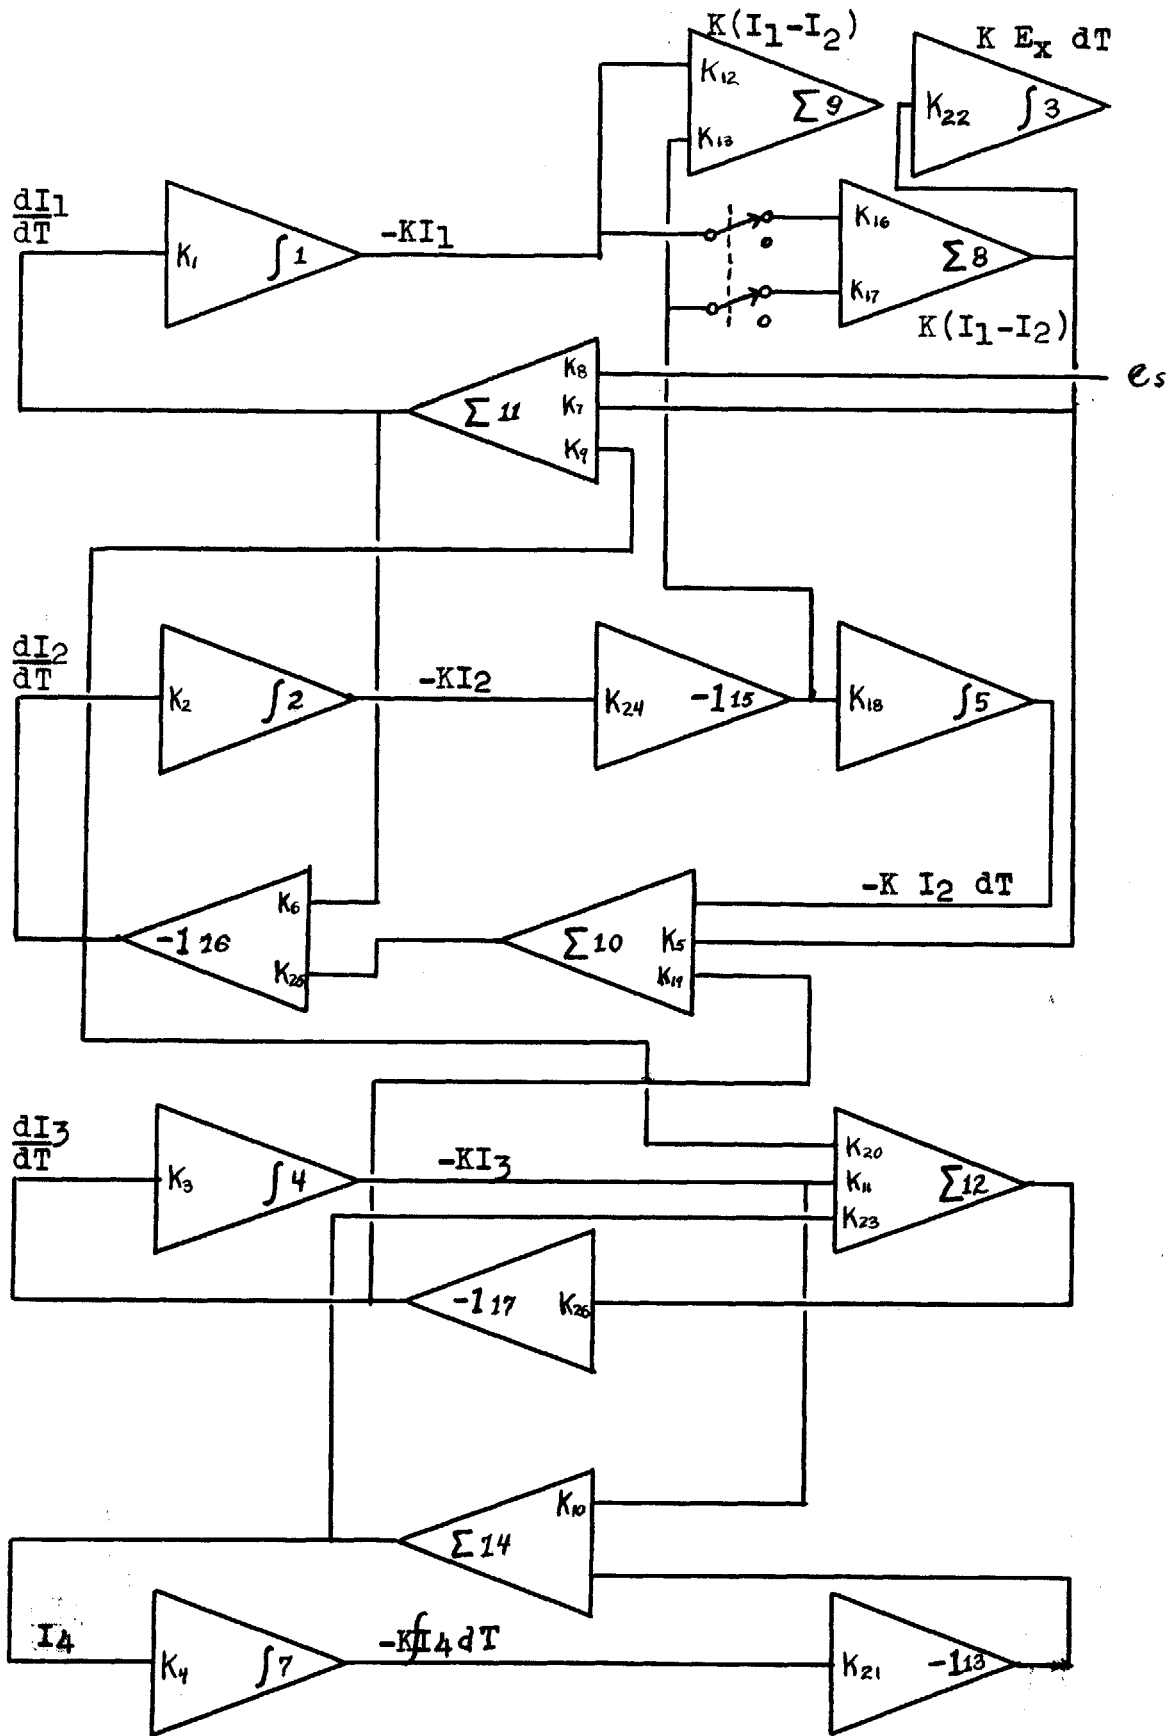 K(I1-I2)
K Ex dT
K12
Σ9
K13
K22
∫3
dI1
dT
K1
∫1
-KI1
K16
Σ8
K17
K(I1-I2)
K8
es
Σ11
K7
K9
dI2
dT
K2
∫2
-KI2
K24
-1 15
K18
∫5
-K I2 dT
K6
-1 16
K25
Σ10
K5
K19
dI3
dT
K3
∫4
-KI3
K20
K11
Σ12
K23
-1 17
K26
K10
Σ14
I4
K4
∫7
-K∫I4 dT
K21
-1 13